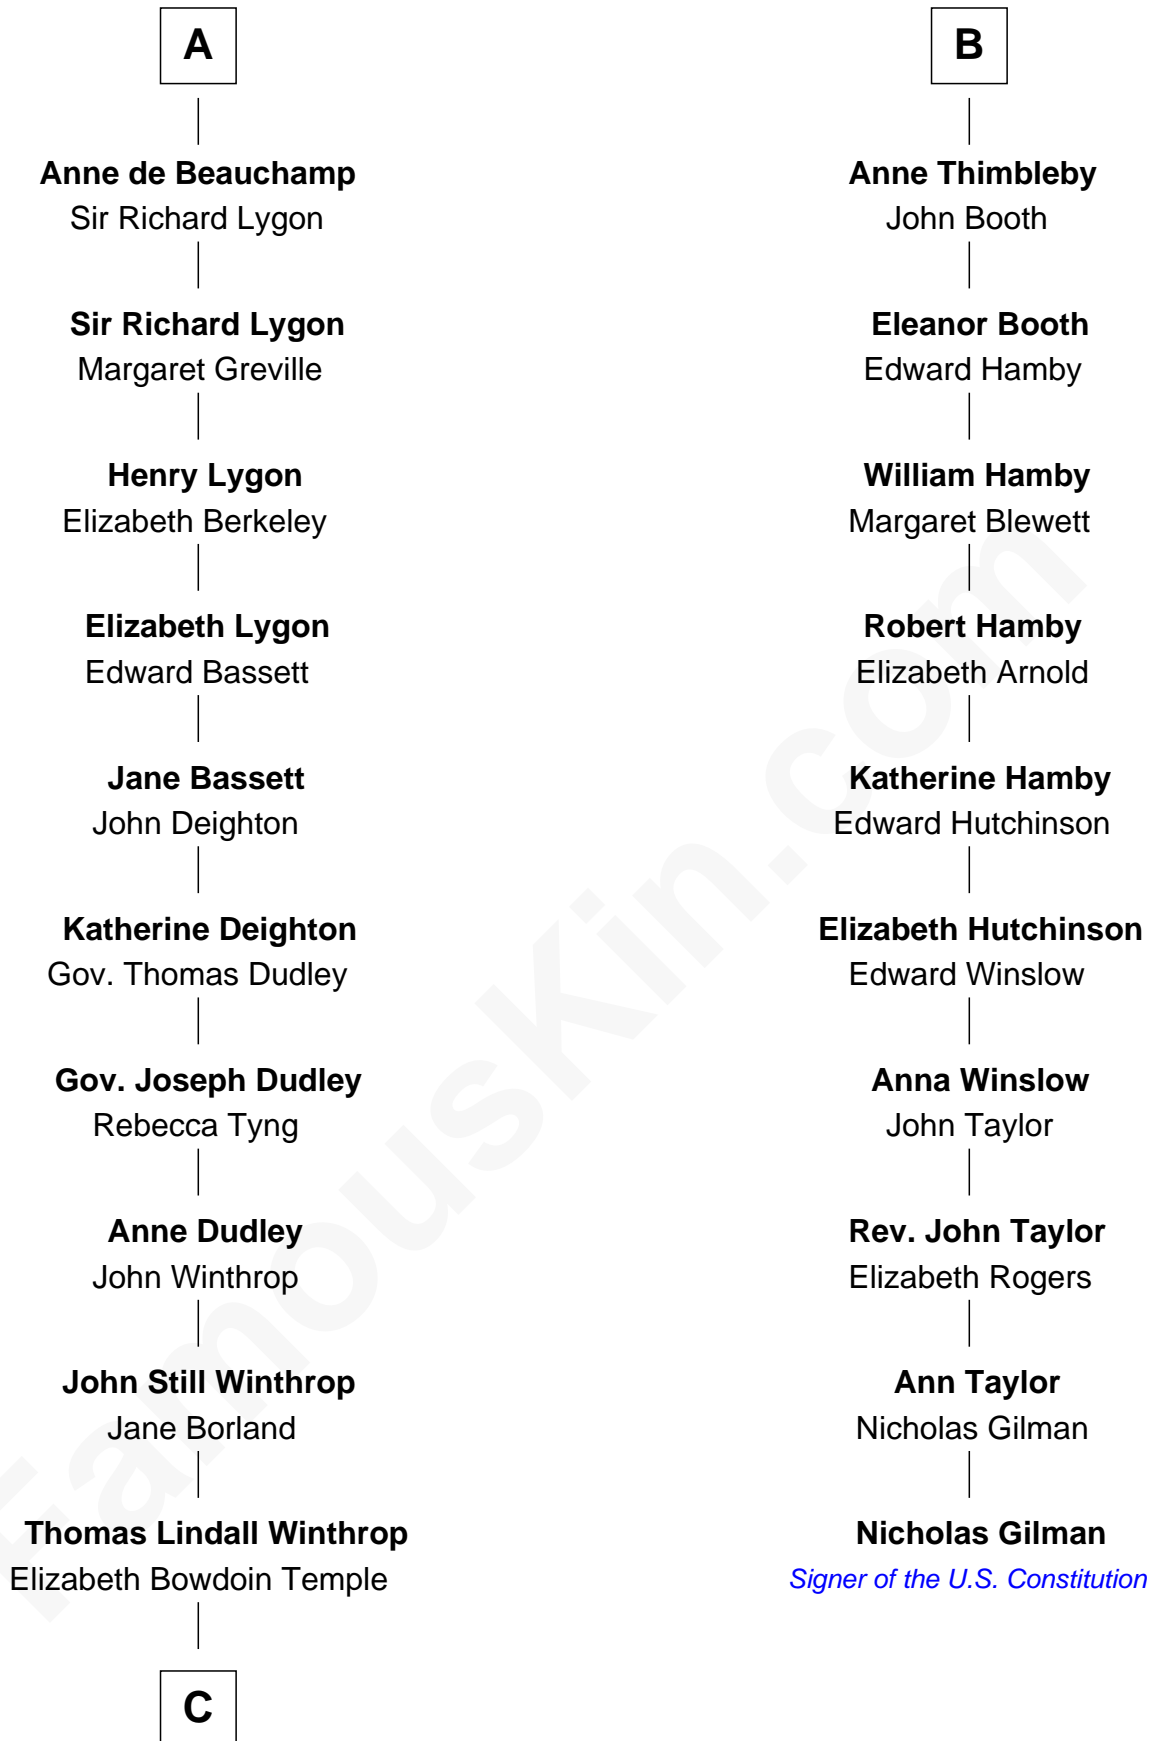 A
Anne de Beauchamp
Sir Richard Lygon
Sir Richard Lygon
Margaret Greville
Henry Lygon
Elizabeth Berkeley
Elizabeth Lygon
Edward Bassett
Jane Bassett
John Deighton
Katherine Deighton
Gov. Thomas Dudley
Gov. Joseph Dudley
Rebecca Tyng
Anne Dudley
John Winthrop
John Still Winthrop
Jane Borland
Thomas Lindall Winthrop
Elizabeth Bowdoin Temple
C
B
Anne Thimbleby
John Booth
Eleanor Booth
Edward Hamby
William Hamby
Margaret Blewett
Robert Hamby
Elizabeth Arnold
Katherine Hamby
Edward Hutchinson
Elizabeth Hutchinson
Edward Winslow
Anna Winslow
John Taylor
Rev. John Taylor
Elizabeth Rogers
Ann Taylor
Nicholas Gilman
Nicholas Gilman
Signer of the U.S. Constitution
FamousKin.com